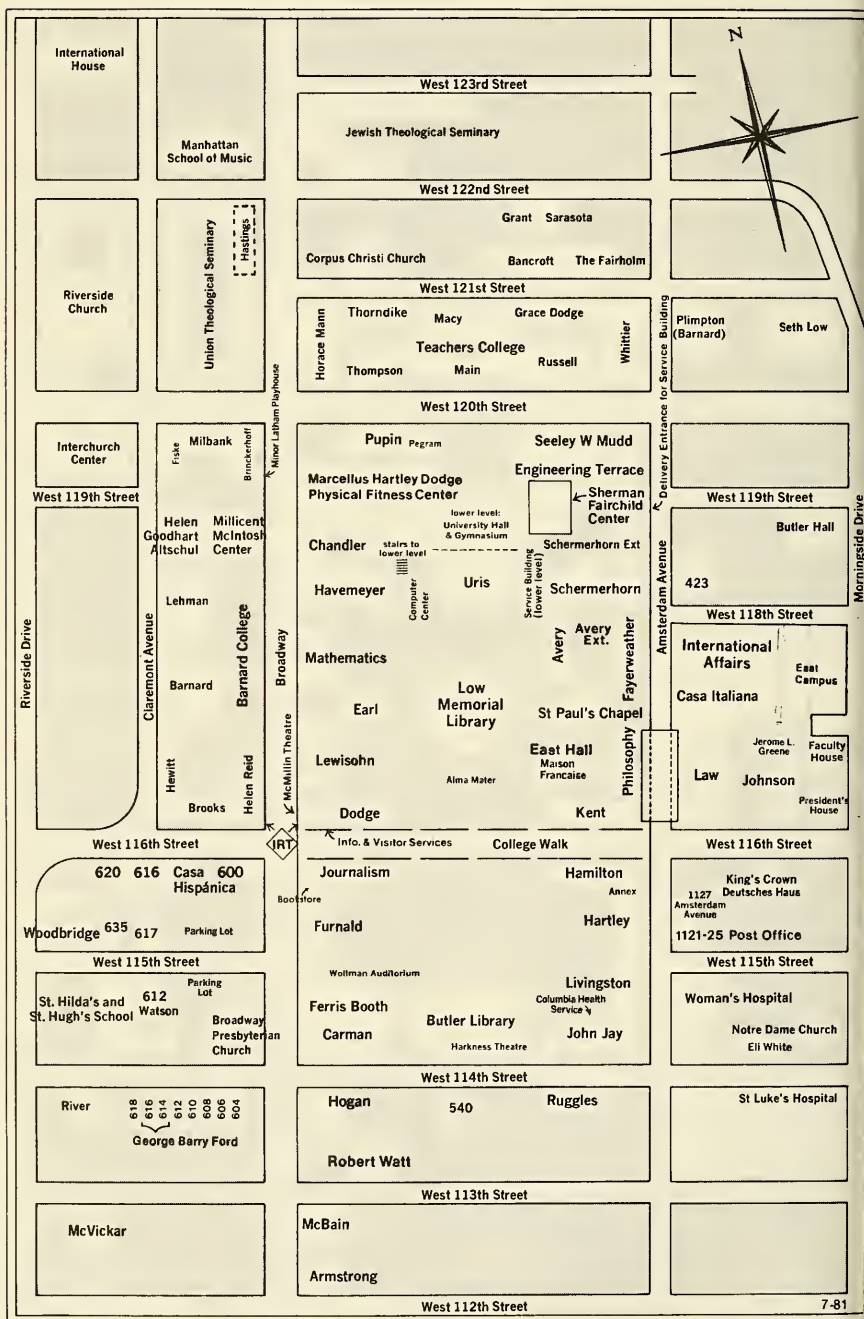 N
International
House
West 123rd Street
Manhattan
School of Music
Jewish Theological Seminary
West 122nd Street
Riverside
Church
Union Theological Seminary
Hastings
Grant Sarasota
Corpus Christi Church
Bancroft The Fairholm
West 121st Street
Horace Mann
Thorndike
Macy
Grace Dodge
Teachers College
Thompson
Main
Russell
Whittier
Delivery Entrance for Service Building
Plimpton
(Barnard)
Seth Low
West 120th Street
Minor Latham Playhouse
Interchurch
Center
Fiske
Milbank
Brinckerhoff
West 119th Street
Helen
Goodhart
Altschul
Millicent
McIntosh
Center
Lehman
Barnard College
Barnard
Hewitt
Brooks
Helen Reid
Riverside Drive
Claremont Avenue
Broadway
McMillin Theatre
Pupin
Pegram
Seeley W Mudd
Marcellus Hartley Dodge
Physical Fitness Center
Engineering Terrace
Sherman
Fairchild
Center
lower level:
University Hall
& Gymnasium
Chandler
stairs to
lower level
Schermerhorn Ext
Havemeyer
Computer
Center
Uris
Service Building
(lower level)
Schermerhorn
Avery
Avery
Ext.
Fayerweather
Mathematics
Earl
Low
Memorial
Library
St Paul's Chapel
Lewisohn
East Hall
Maison
Francaise
Philosophy
Alma Mater
Dodge
Kent
Amsterdam Avenue
Morningside Drive
West 119th Street
Butler Hall
423
West 118th Street
International
Affairs
East
Campus
Casa Italiana
Jerome L.
Greene
Faculty
House
Law
Johnson
President's
House
West 116th Street
IRT
Info. & Visitor Services
College Walk
West 116th Street
620 616 Casa 600
Hispánica
Woodbridge 635 617 Parking Lot
Bookstore
Journalism
Hamilton
Annex
Furnald
Hartley
King's Crown
1127
Amsterdam
Avenue
Deutsches Haus
1121-25 Post Office
West 115th Street
West 115th Street
St. Hilda's and
St. Hugh's School
612
Watson
Parking
Lot
Broadway
Presbyterian
Church
Wollman Auditorium
Livingston
Ferris Booth
Columbia Health
Service
Carman
Butler Library
John Jay
Harkness Theatre
Woman's Hospital
Notre Dame Church
Eli White
West 114th Street
River
618
616
614
612
610
608
606
604
George Barry Ford
Hogan
540
Ruggles
Robert Watt
St Luke's Hospital
West 113th Street
McVickar
McBain
Armstrong
West 112th Street
7-81